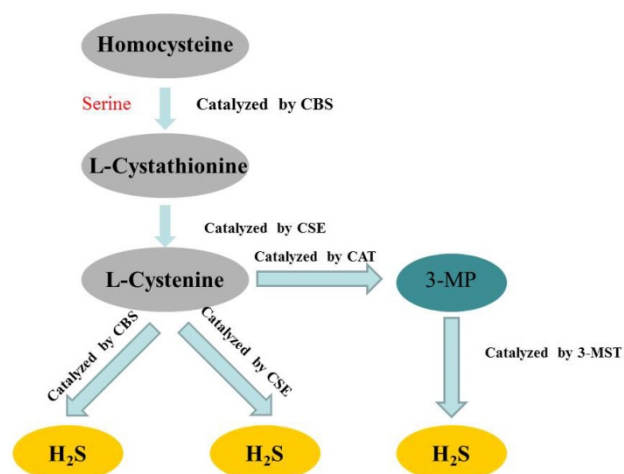 Homocysteine
Serine
Catalyzed by CBS
L-Cystathionine
Catalyzed by CSE
Catalyzed by CAT
L-Cystenine
3-MP
Catalyzed by CBS
Catalyzed by CSE
Catalyzed by 3-MST
H₂S
H₂S
H₂S